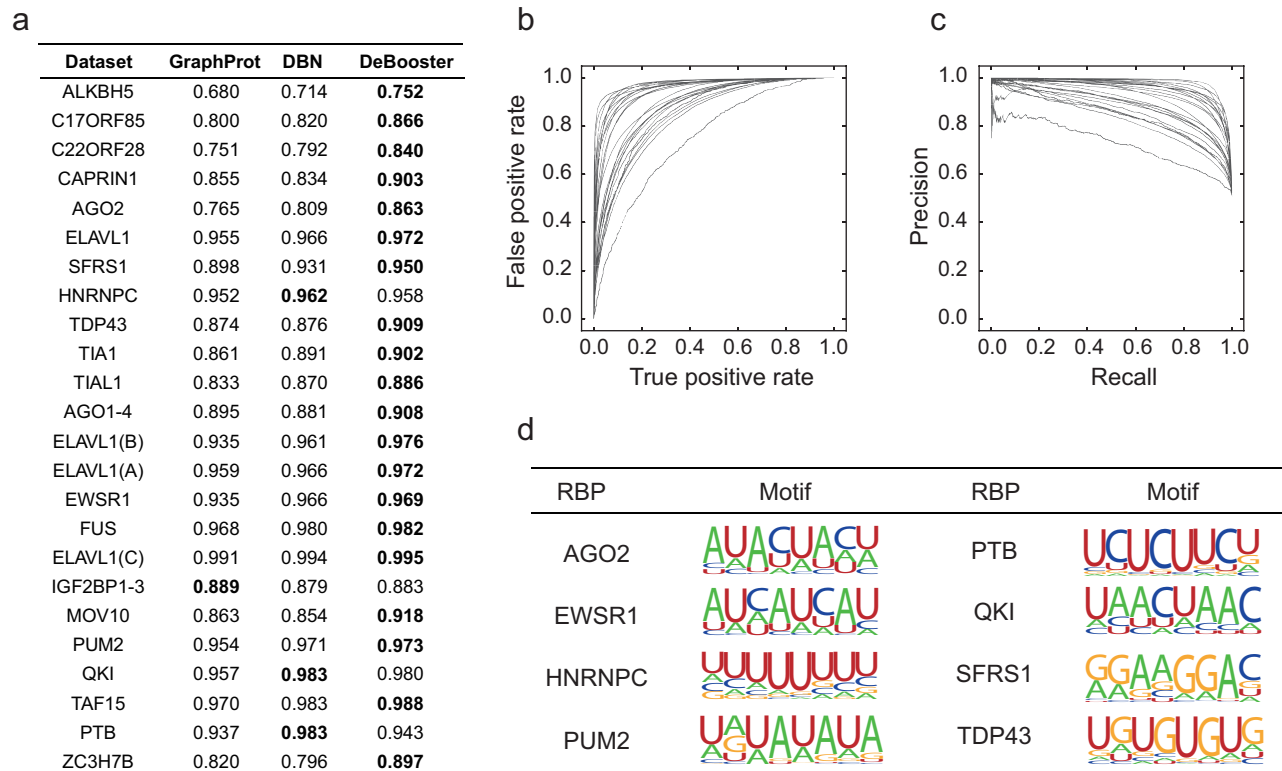 a
Dataset GraphProt DBN DeBooster
ALKBH5 0.680 0.714 0.752
C17ORF85 0.800 0.820 0.866
C22ORF28 0.751 0.792 0.840
CAPRIN1 0.855 0.834 0.903
AGO2 0.765 0.809 0.863
ELAVL1 0.955 0.966 0.972
SFRS1 0.898 0.931 0.950
HNRNPC 0.952 0.962 0.958
TDP43 0.874 0.876 0.909
TIA1 0.861 0.891 0.902
TIAL1 0.833 0.870 0.886
AGO1-4 0.895 0.881 0.908
ELAVL1(B) 0.935 0.961 0.976
ELAVL1(A) 0.959 0.966 0.972
EWSR1 0.935 0.966 0.969
FUS 0.968 0.980 0.982
ELAVL1(C) 0.991 0.994 0.995
IGF2BP1-3 0.889 0.879 0.883
MOV10 0.863 0.854 0.918
PUM2 0.954 0.971 0.973
QKI 0.957 0.983 0.980
TAF15 0.970 0.983 0.988
PTB 0.937 0.983 0.943
ZC3H7B 0.820 0.796 0.897
b
False positive rate
1.0
0.8
0.6
0.4
0.2
0.0
0.0 0.2 0.4 0.6 0.8 1.0
True positive rate
c
Precision
1.0
0.8
0.6
0.4
0.2
0.0
0.0 0.2 0.4 0.6 0.8 1.0
Recall
d
RBP Motif RBP Motif
AGO2 AUACUACU PTB UCUCUUCU
EWSR1 AUCAUCAU QKI UAACUAAC
HNRNPC UUUUUUUU SFRS1 GGAAGGAC
PUM2 UAUAUAUA TDP43 UGUGUGUG